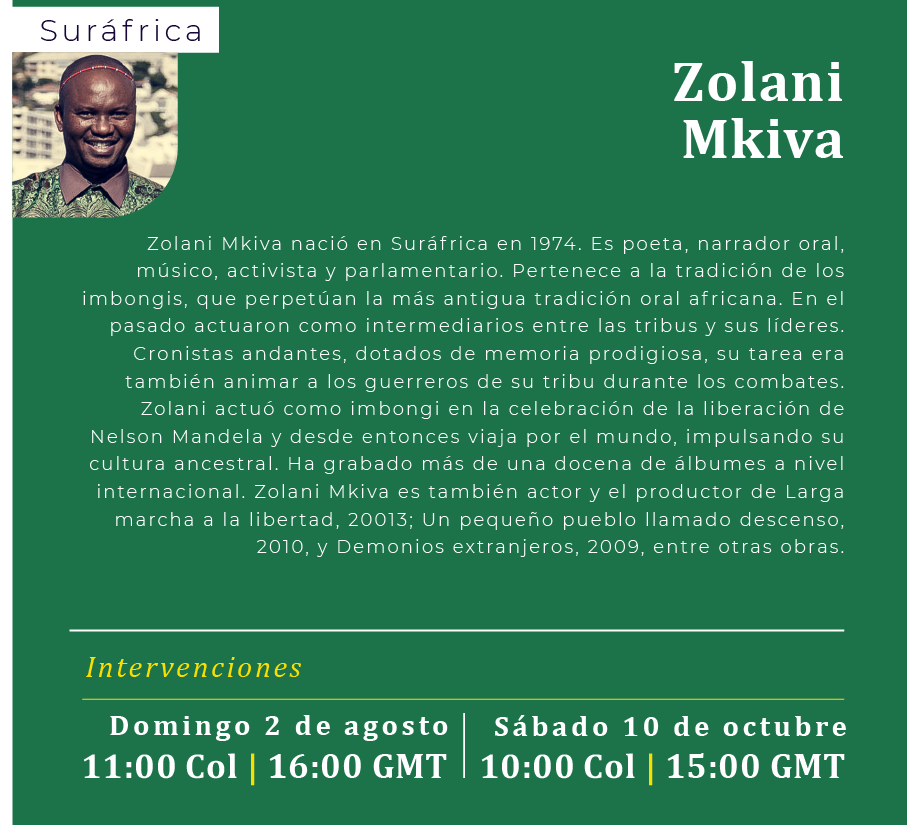 Suráfrica
Zolani
Mkiva
Zolani Mkiva nació en Suráfrica en 1974. Es poeta, narrador oral,
músico, activista y parlamentario. Pertenece a la tradición de los
imbongis, que perpetúan la más antigua tradición oral africana. En el
pasado actuaron como intermediarios entre las tribus y sus líderes.
Cronistas andantes, dotados de memoria prodigiosa, su tarea era
también animar a los guerreros de su tribu durante los combates.
Zolani actuó como imbongi en la celebración de la liberación de
Nelson Mandela y desde entonces viaja por el mundo, impulsando su
cultura ancestral. Ha grabado más de una docena de álbumes a nivel
internacional. Zolani Mkiva es también actor y el productor de Larga
marcha a la libertad, 20013; Un pequeño pueblo llamado descenso,
2010, y Demonios extranjeros, 2009, entre otras obras.
Intervenciones
Domingo 2 de agosto
11:00 Col | 16:00 GMT
Sábado 10 de octubre
10:00 Col | 15:00 GMT